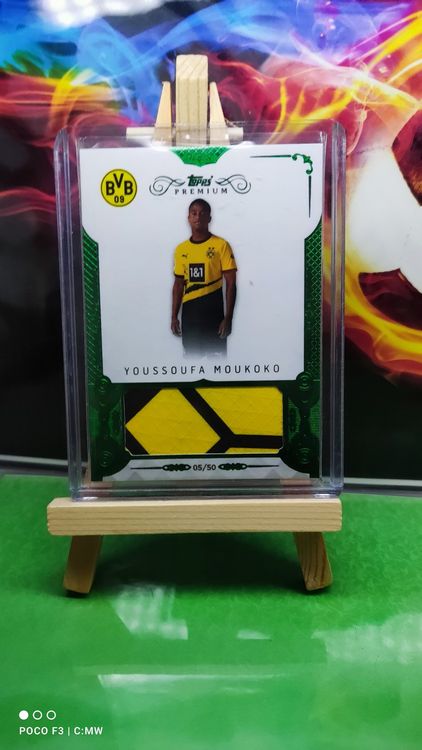 BVB
09
Topps
PREMIUM
1&1
YOUSSOUFA MOUKOKO
05/50
POCO F3 | C:MW